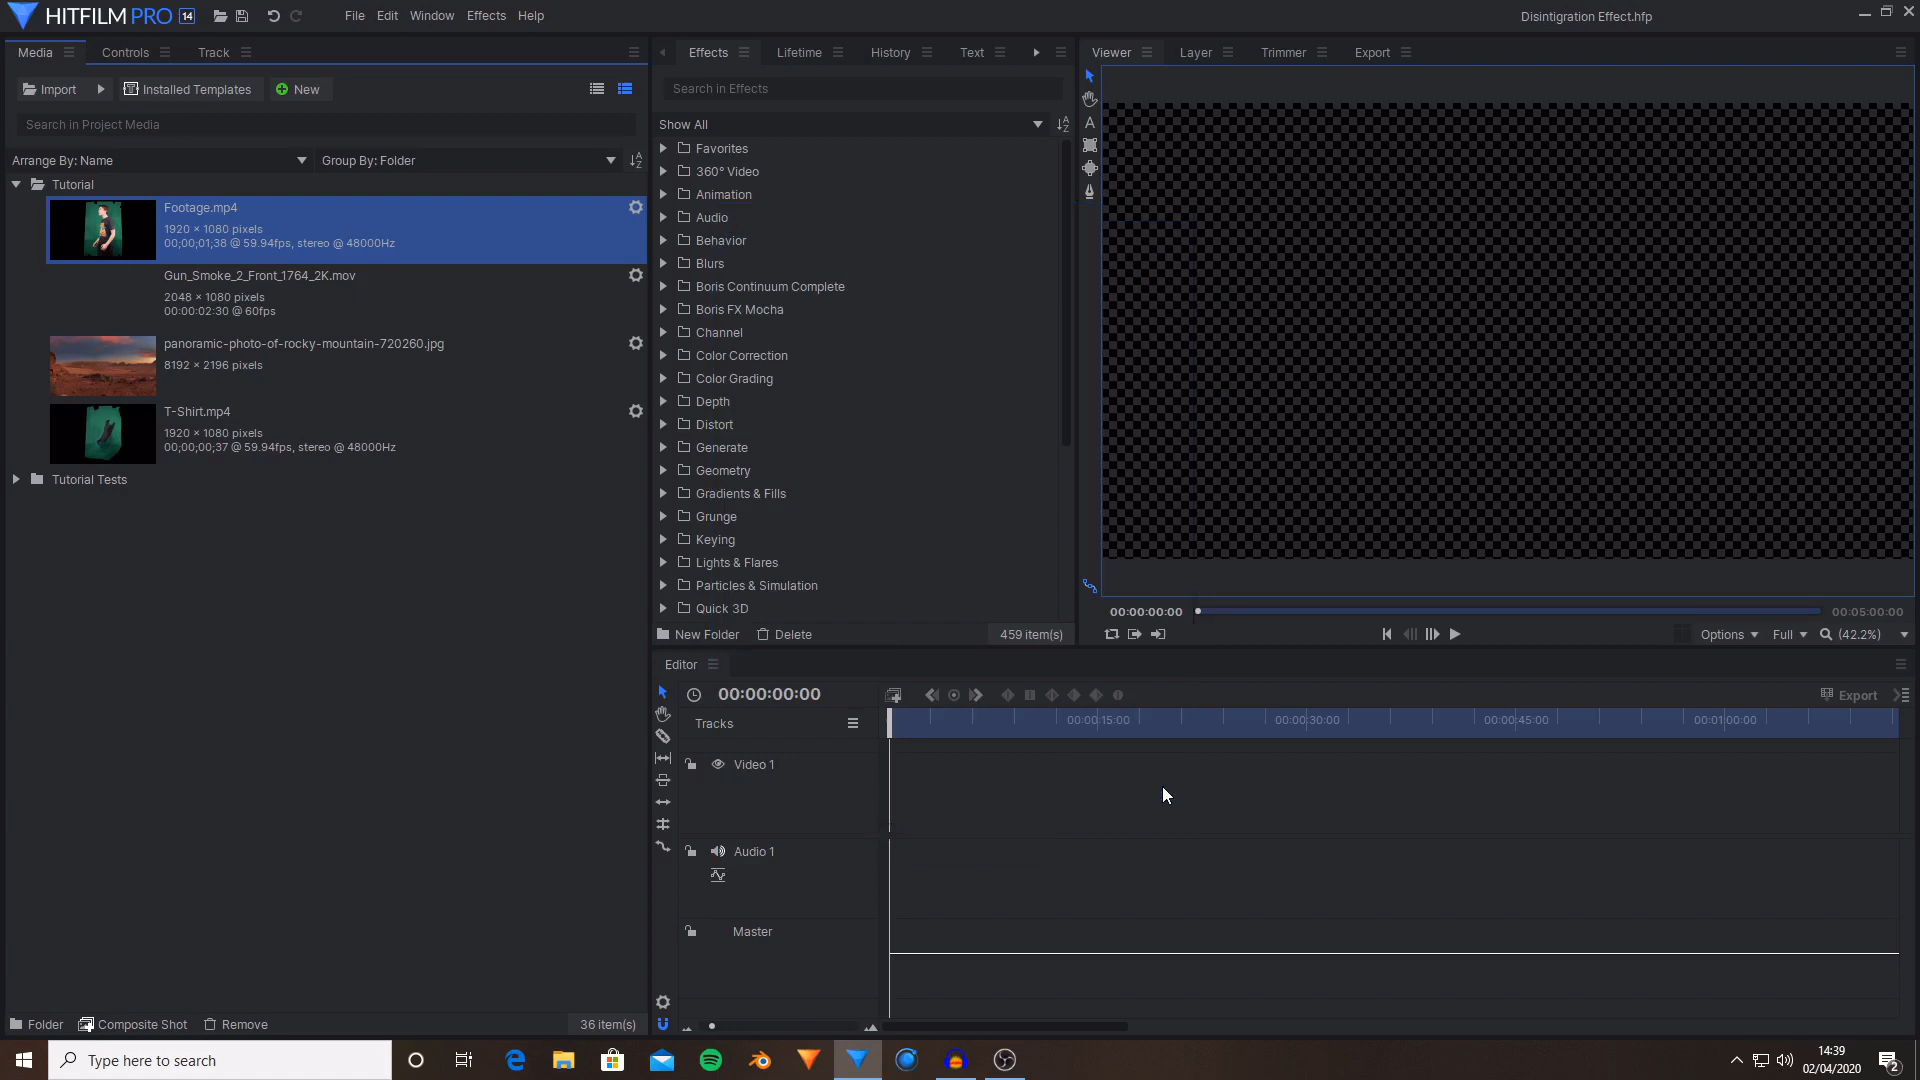 HITFILM PRO 14
File Edit Window Effects Help
Disintigration Effect.hfp
Media Controls Track
Import Installed Templates New
Search in Project Media
Arrange By: Name Group By: Folder
Tutorial
Footage.mp4
1920 × 1080 pixels
00;00;01;38 @ 59.94fps, stereo @ 48000Hz
Gun_Smoke_2_Front_1764_2K.mov
2048 × 1080 pixels
00:00:02:30 @ 60fps
panoramic-photo-of-rocky-mountain-720260.jpg
8192 × 2196 pixels
T-Shirt.mp4
1920 × 1080 pixels
00;00;00;37 @ 59.94fps, stereo @ 48000Hz
Tutorial Tests
Folder Composite Shot Remove 36 item(s)
Effects Lifetime History Text
Search in Effects
Show All
Favorites
360° Video
Animation
Audio
Behavior
Blurs
Boris Continuum Complete
Boris FX Mocha
Channel
Color Correction
Color Grading
Depth
Distort
Generate
Geometry
Gradients & Fills
Grunge
Keying
Lights & Flares
Particles & Simulation
Quick 3D
New Folder Delete 459 item(s)
Viewer Layer Trimmer Export
00:00:00:00 00:05:00:00
Options Full (42.2%)
Editor
00:00:00:00 Export
Tracks 00:00:15:00 00:00:30:00 00:00:45:00 00:01:00:00
Video 1
Audio 1
Master
Type here to search
14:39
02/04/2020
2